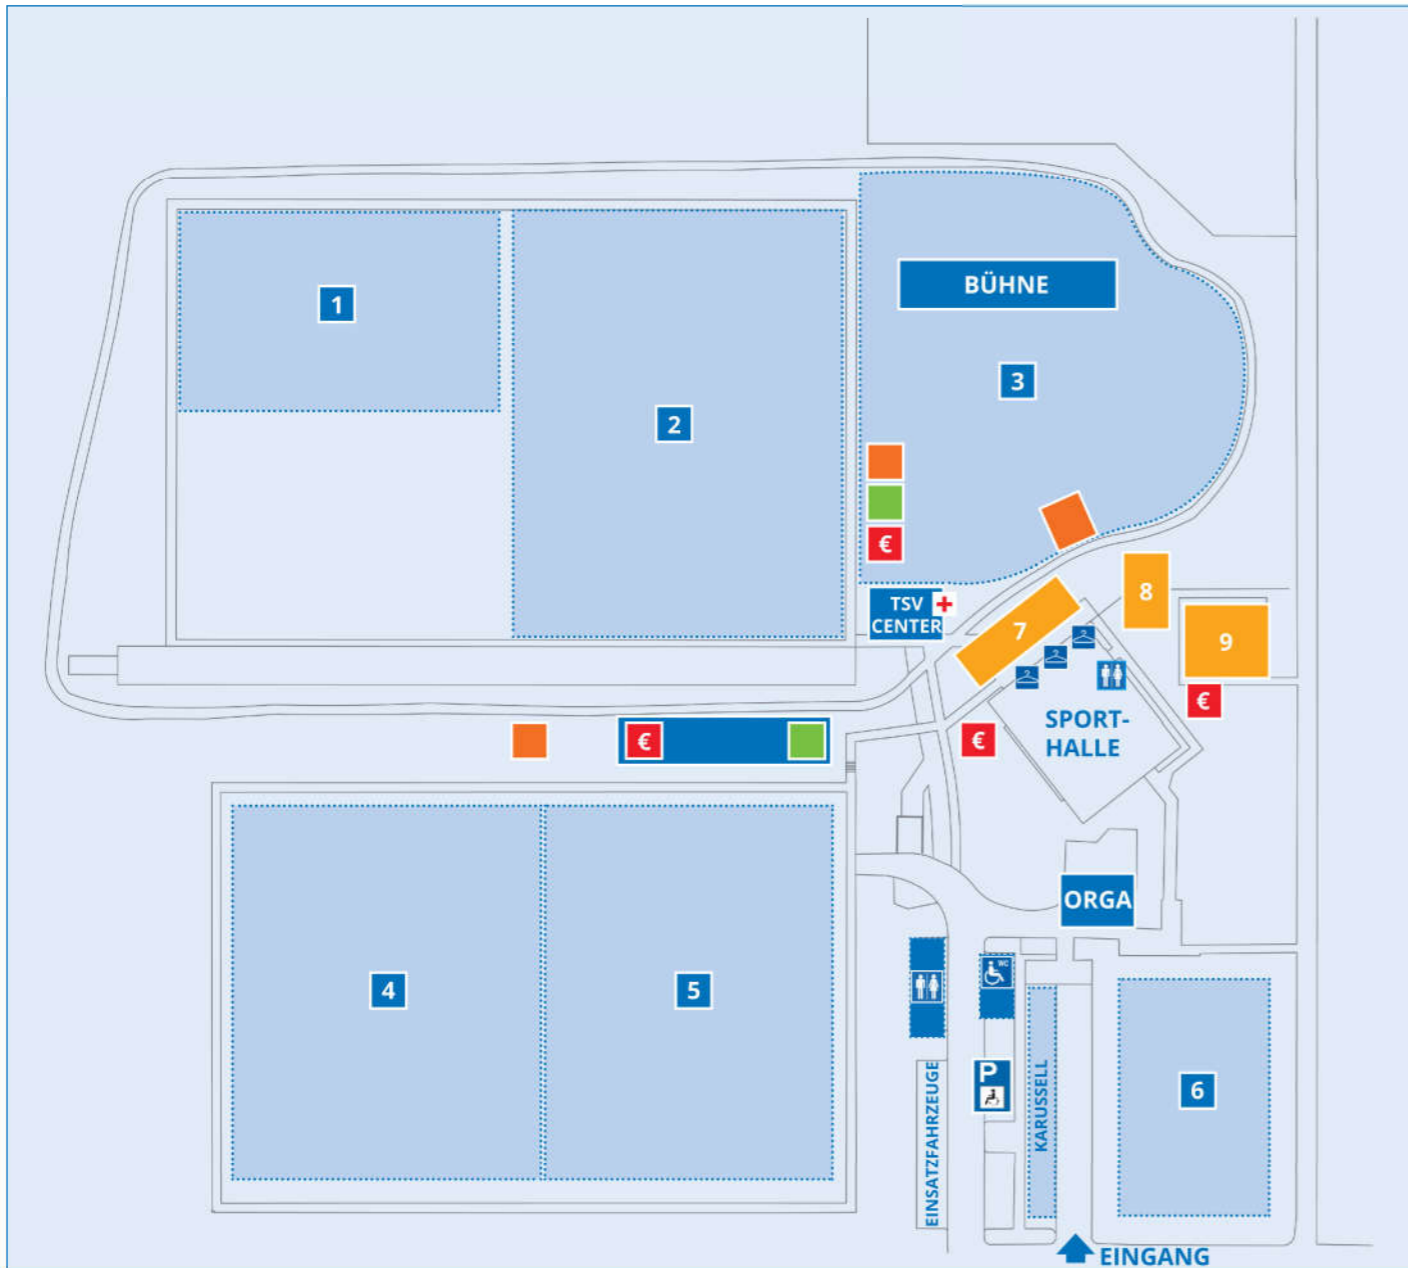 BÜHNE
1
3
2
€
TSV
CENTER
8
7
9
€
€
€
SPORT-
HALLE
ORGA
4
5
WC
P
6
EINSATZFAHRZEUGE
KARUSSELL
EINGANG